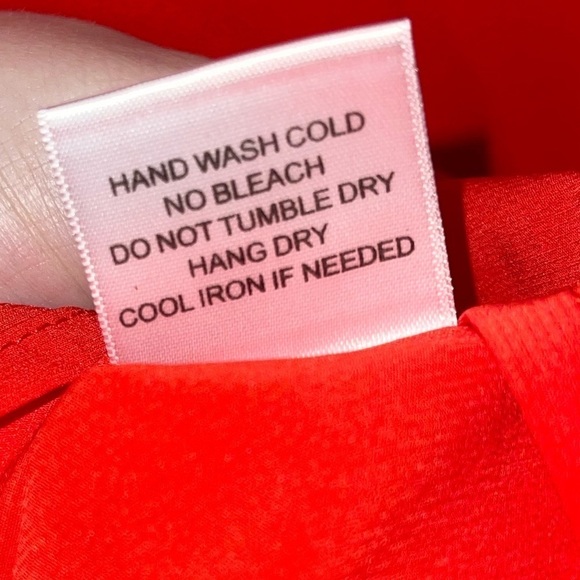 HAND WASH COLD
NO BLEACH
DO NOT TUMBLE DRY
HANG DRY
COOL IRON IF NEEDED